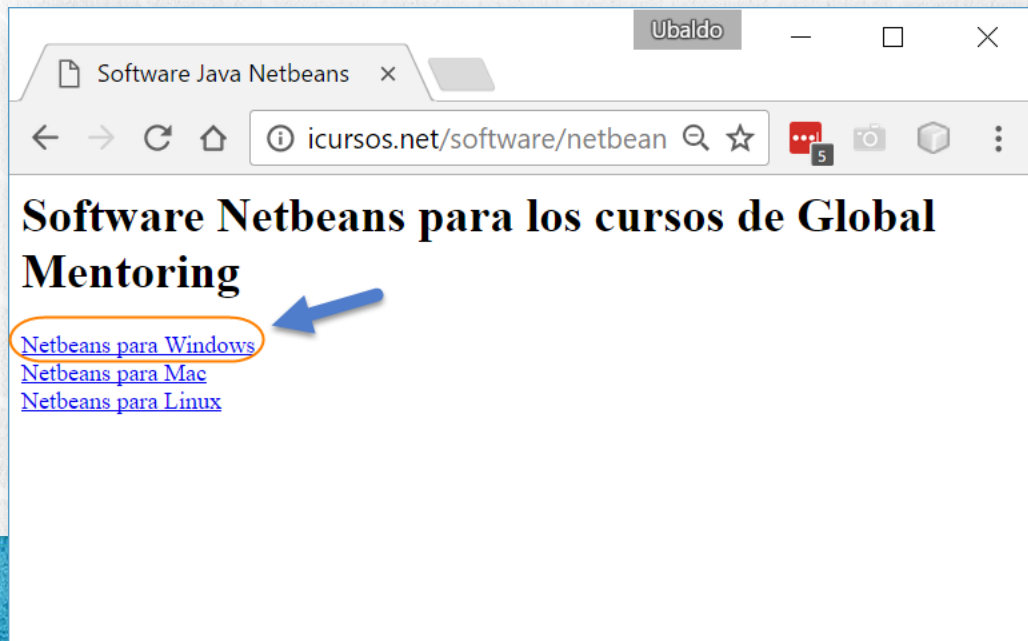 Ubaldo
Software Java Netbeans
icursos.net/software/netbean
5
Software Netbeans para los cursos de Global
Mentoring
Netbeans para Windows
Netbeans para Mac
Netbeans para Linux